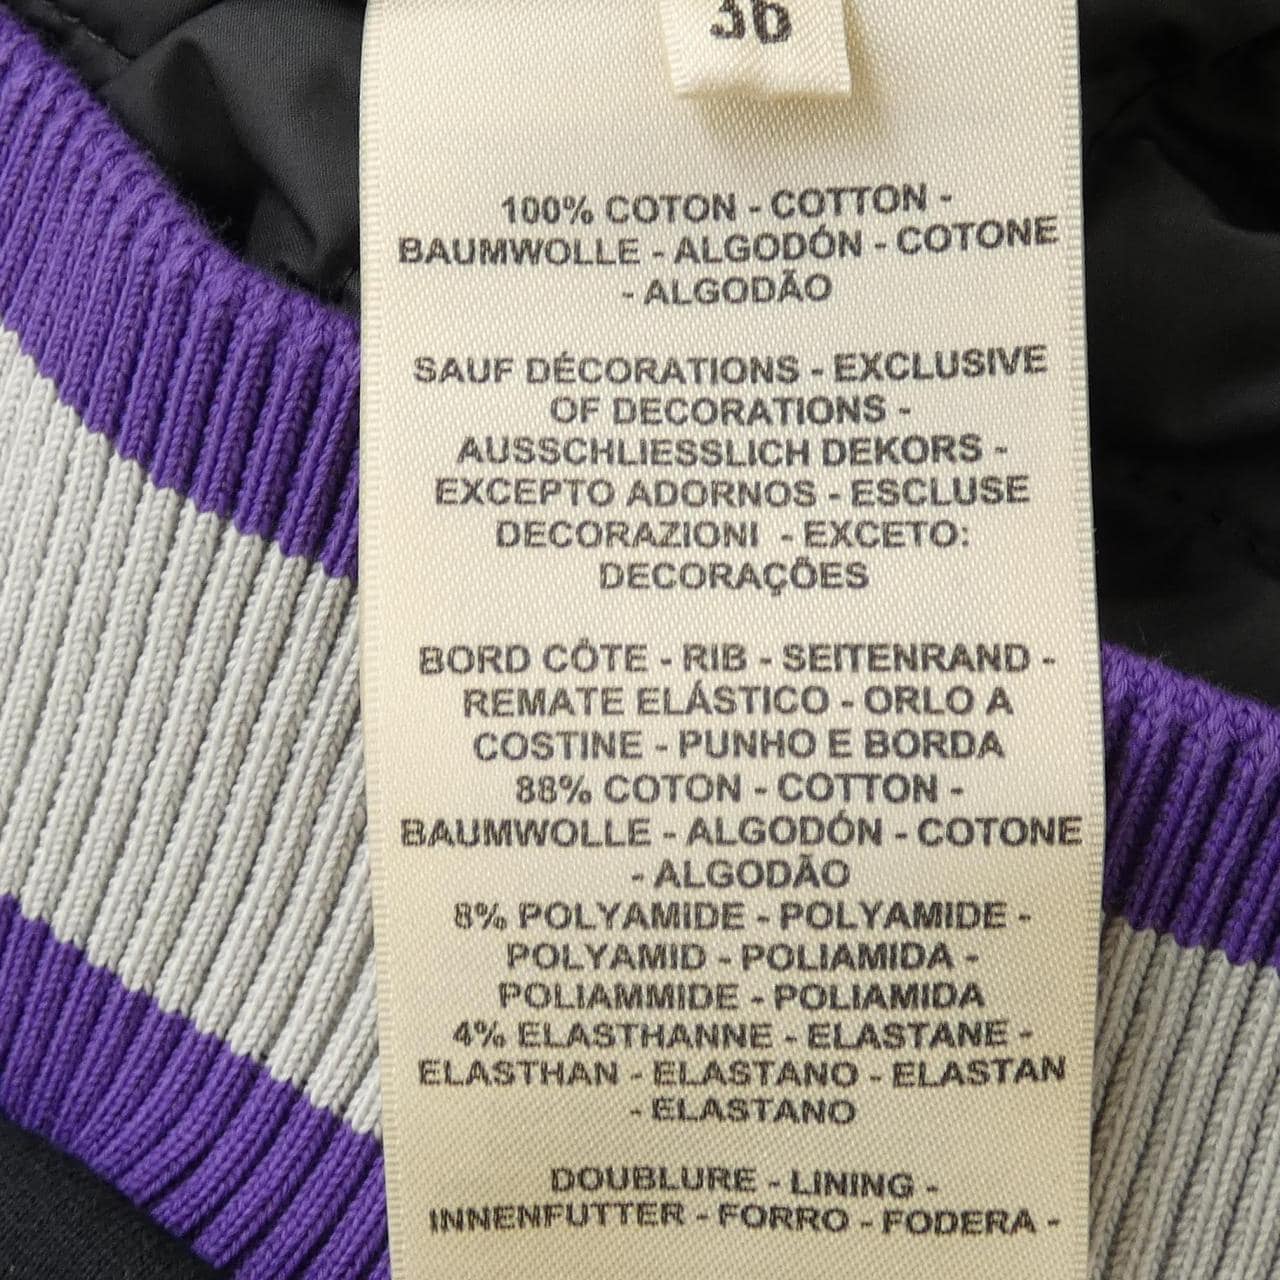 36
100% COTON - COTTON -
BAUMWOLLE - ALGODÓN - COTONE
- ALGODÃO
SAUF DÉCORATIONS - EXCLUSIVE
OF DECORATIONS -
AUSSCHLIESSLICH DEKORS -
EXCEPTO ADORNOS - ESCLUSE
DECORAZIONI - EXCETO:
DECORAÇÕES
BORD CÔTE - RIB - SEITENRAND -
REMATE ELÁSTICO - ORLO A
COSTINE - PUNHO E BORDA
88% COTON - COTTON -
BAUMWOLLE - ALGODÓN - COTONE
- ALGODÃO
8% POLYAMIDE - POLYAMIDE -
POLYAMID - POLIAMIDA -
POLIAMMIDE - POLIAMIDA
4% ELASTHANNE - ELASTANE -
ELASTHAN - ELASTANO - ELASTAN
- ELASTANO
DOUBLURE - LINING -
INNENFUTTER - FORRO - FODERA -